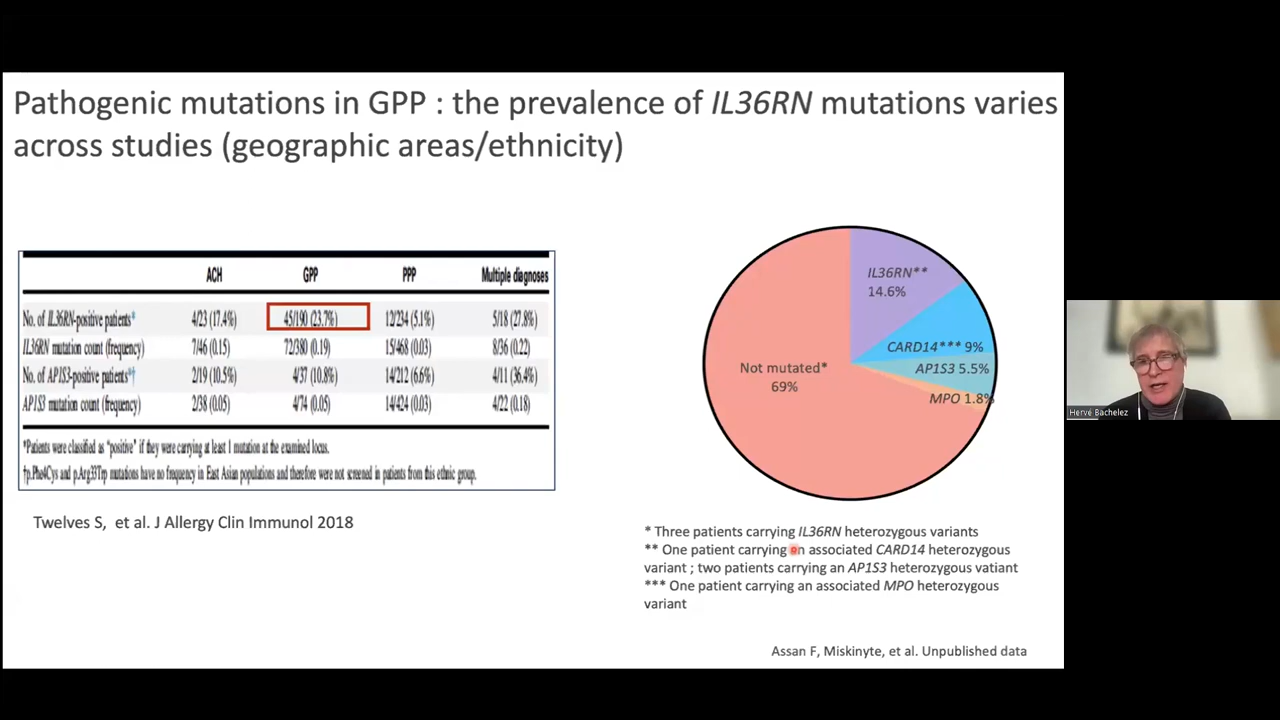 Pathogenic mutations in GPP : the prevalence of IL36RN mutations varies
across studies (geographic areas/ethnicity)
ACH GPP PPP Multiple diagnoses
No. of IL36RN-positive patients* 4/23 (17.4%) 45/190 (23.7%) 12/234 (5.1%) 5/18 (27.8%)
IL36RN mutation count (frequency) 7/46 (0.15) 72/380 (0.19) 15/468 (0.03) 8/36 (0.22)
No. of AP1S3-positive patients*† 2/19 (10.5%) 4/37 (10.8%) 14/212 (6.6%) 4/11 (36.4%)
AP1S3 mutation count (frequency) 2/38 (0.05) 4/74 (0.05) 14/424 (0.03) 4/22 (0.18)
*Patients were classified as "positive" if they were carrying at least 1 mutation at the examined locus.
†p.Phe4Cys and p.Arg33Trp mutations have no frequency in East Asian populations and therefore were not screened in patients from this ethnic group.
Twelves S, et al. J Allergy Clin Immunol 2018
IL36RN**
14.6%
CARD14*** 9%
AP1S3 5.5%
MPO 1.8%
Not mutated*
69%
* Three patients carrying IL36RN heterozygous variants
** One patient carrying an associated CARD14 heterozygous
variant ; two patients carrying an AP1S3 heterozygous vatiant
*** One patient carrying an associated MPO heterozygous
variant
Assan F, Miskinyte, et al. Unpublished data
Hervé Bachelez